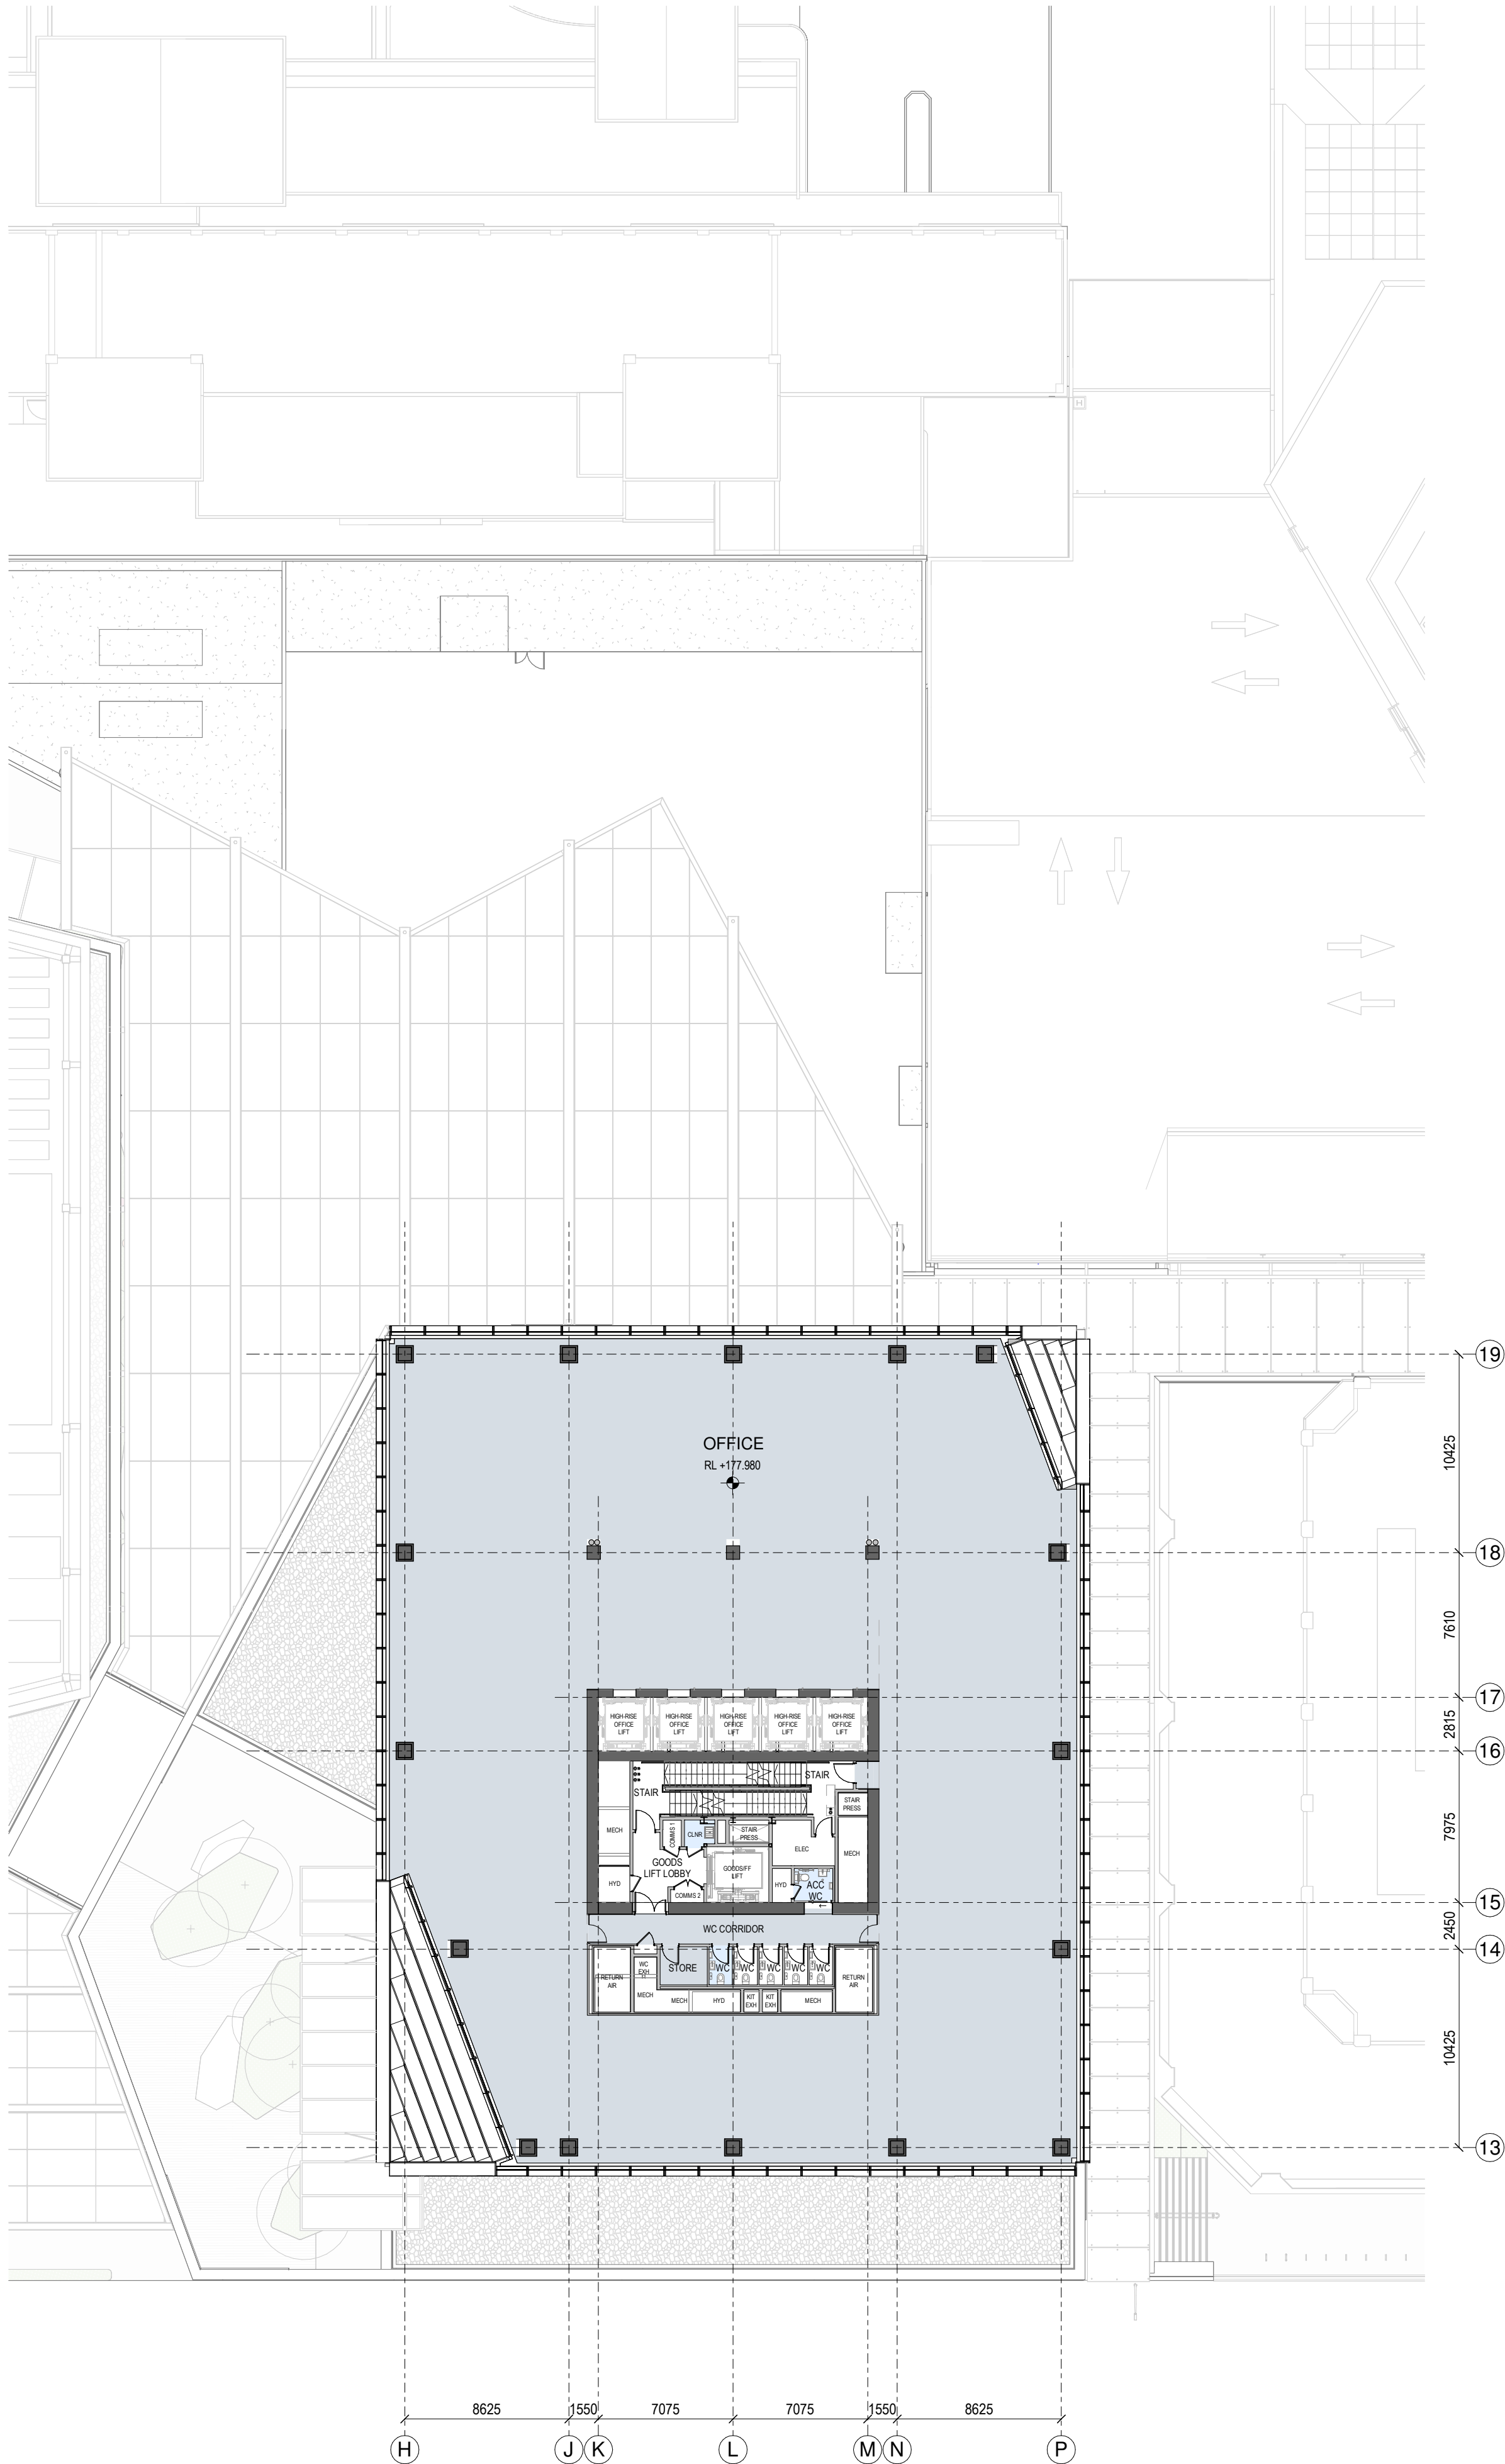 H
19
10425
OFFICE
RL +177.980
18
7610
17
HIGH-RISE
OFFICE
LIFT
HIGH-RISE
OFFICE
LIFT
HIGH-RISE
OFFICE
LIFT
HIGH-RISE
OFFICE
LIFT
HIGH-RISE
OFFICE
LIFT
2815
16
STAIR
STAIR
STAIR
PRESS
MECH
COMMS 1
CLNR
STAIR
PRESS
ELEC
MECH
7975
GOODS
LIFT LOBBY
GOODS/FF
LIFT
HYD
COMMS 2
HYD
ACC
WC
15
WC CORRIDOR
2450
14
RETURN
AIR
WC
EXH
STORE
WC
WC
WC
WC
WC
RETURN
AIR
MECH
MECH
HYD
KIT
EXH
KIT
EXH
MECH
10425
13
8625
1550
7075
7075
1550
8625
H
J
K
L
M
N
P